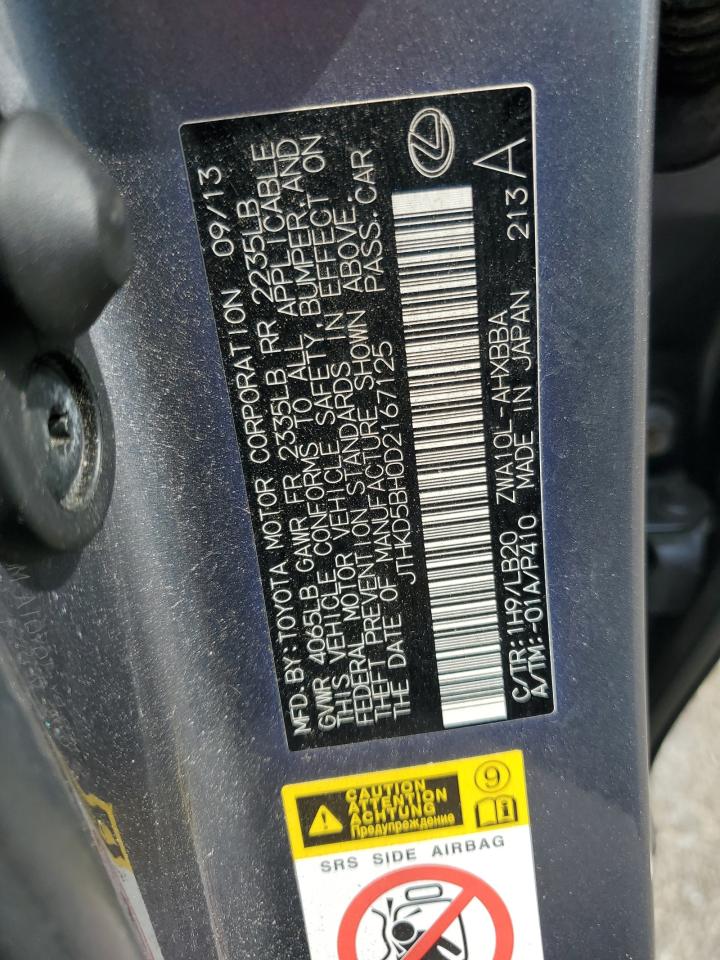 MFD. BY: TOYOTA MOTOR CORPORATION 09/13
GVWR 4065LB GAWR FR 2335LB RR 2235LB
THIS VEHICLE CONFORMS TO ALL APPLICABLE
FEDERAL MOTOR VEHICLE SAFETY, BUMPER, AND
THEFT PREVENTION STANDARDS IN EFFECT ON
THE DATE OF MANUFACTURE SHOWN ABOVE.
JTHKD5BH0D2167125 PASS. CAR
C/TR: 1H9/LB20 ZWA10L-AHXBBA
A/TM: -01A/P410 MADE IN JAPAN 213 A
CAUTION
ATTENTION
ACHTUNG
Предупреждение
9
SRS SIDE AIRBAG